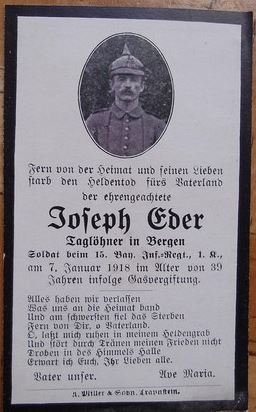 Fern von der Heimat und seinen Lieben
starb den Heldentod fürs Vaterland
der ehrengeachtete
Joseph Eder
Taglöhner in Bergen
Soldat beim 15. Bay. Inf.-Regt., 1. K.,
am 7. Januar 1918 im Alter von 39
Jahren infolge Gasvergiftung.
Alles haben wir verlassen
Was uns an die Heimat band
Und am schwersten fiel das Sterben
Fern von Dir, o Vaterland.
O, laßt mich ruhen in meinem Heldengrab
Und stört durch Tränen meinen Frieden nicht
Droben in des Himmels Halle
Erwart ich Euch, Ihr Lieben alle.
Vater unser. Ave Maria.
A. Miller & Sohn, Traunstein.